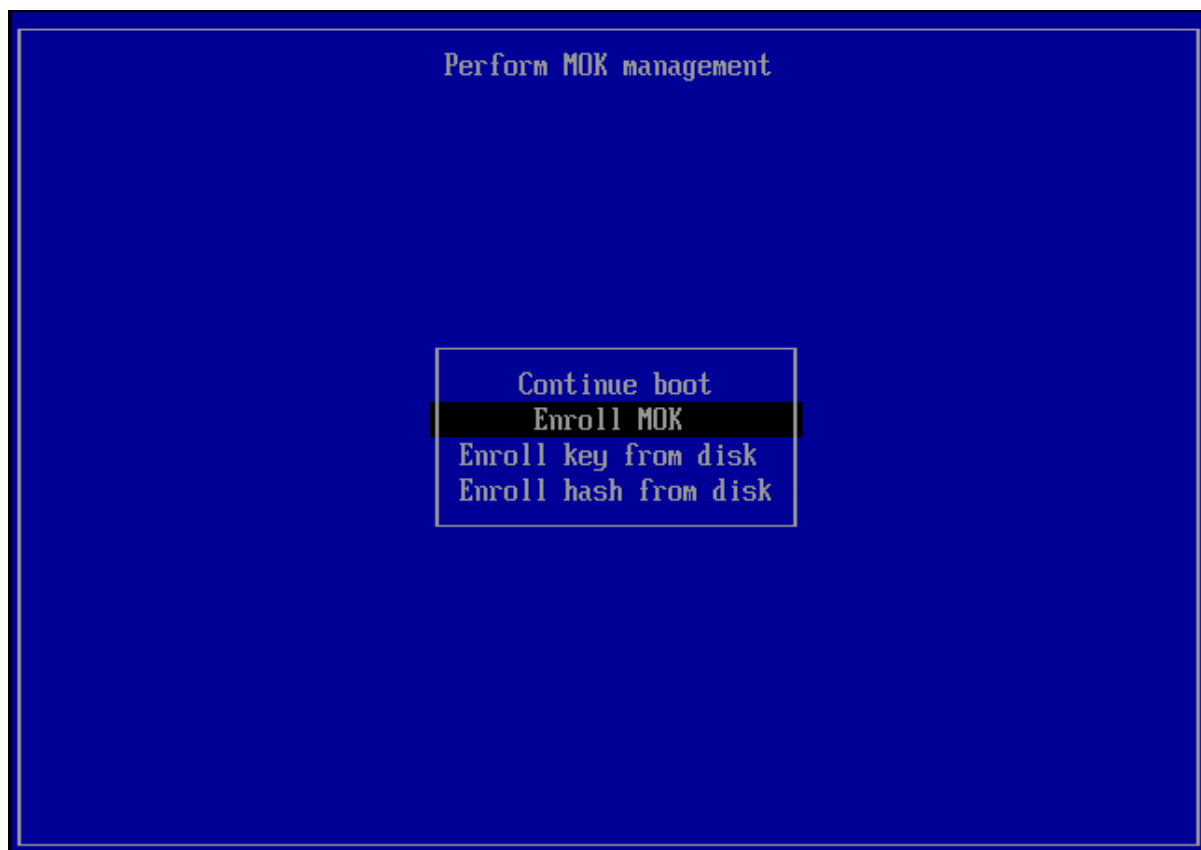 Perform MOK management
Continue boot
Enroll MOK
Enroll key from disk
Enroll hash from disk